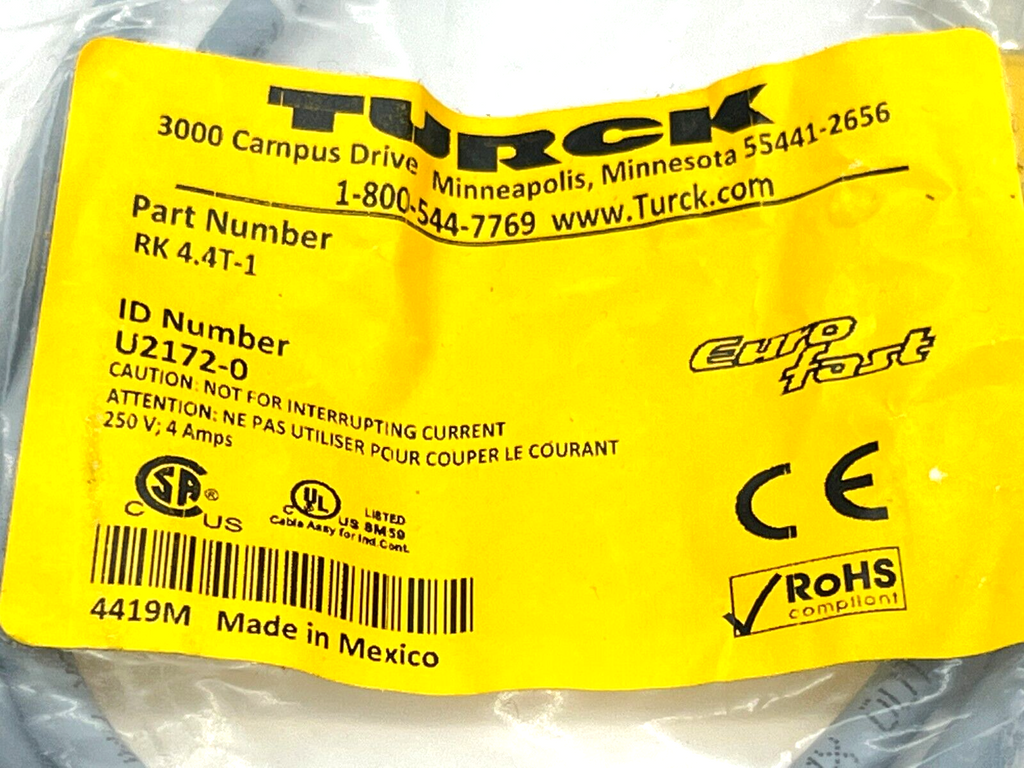 TURCK
3000 Campus Drive Minneapolis, Minnesota 55441-2656
1-800-544-7769 www.Turck.com
Part Number
RK 4.4T-1
ID Number
U2172-0
CAUTION: NOT FOR INTERRUPTING CURRENT
ATTENTION: NE PAS UTILISER POUR COUPER LE COURANT
250 V; 4 Amps
Euro
fast
C SA ® US
C UL US LISTED
8M59
Cable Assy for Ind.Cont.
CE
RoHS
compliant
4419M Made in Mexico